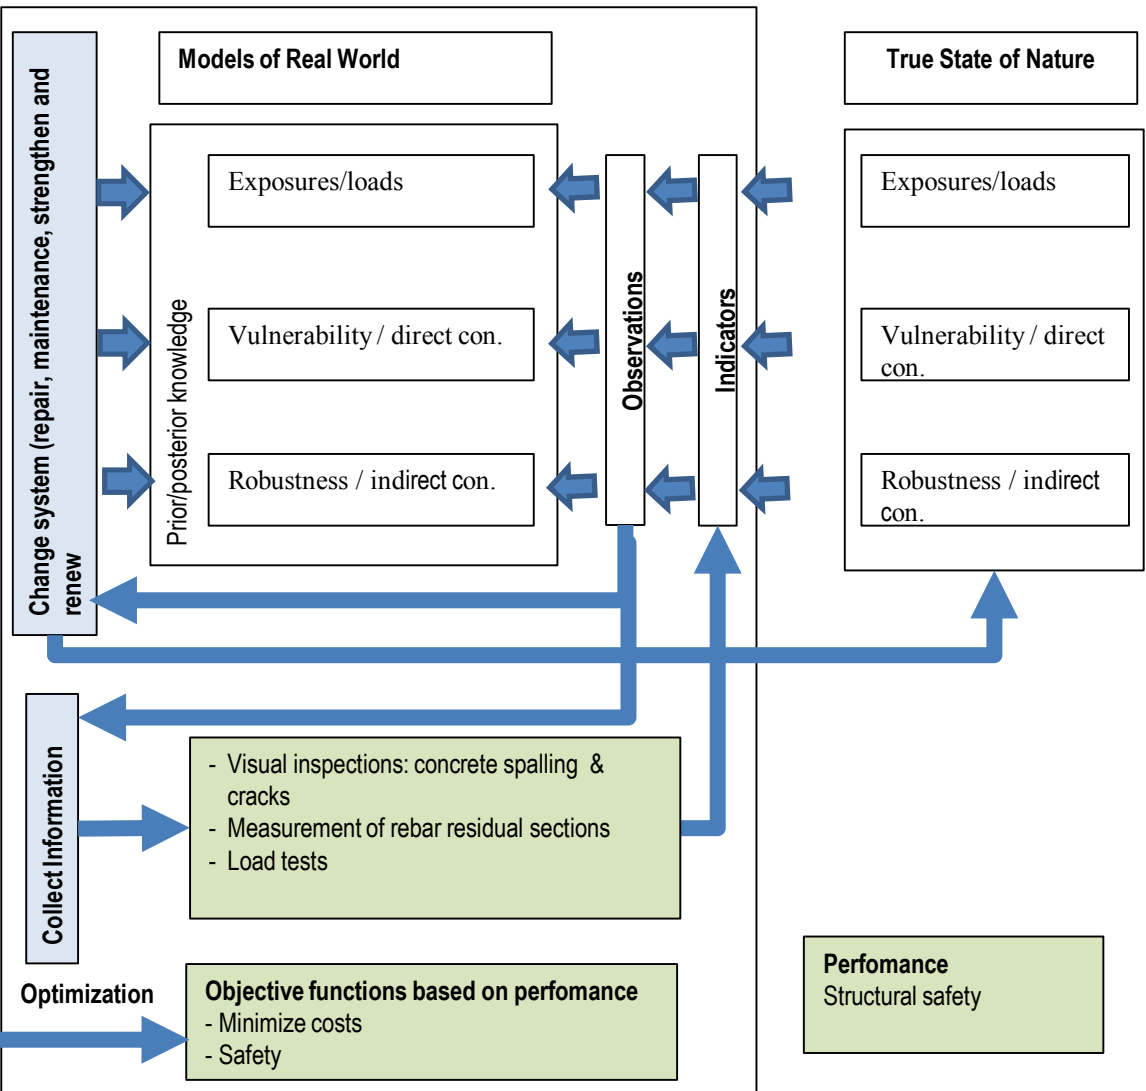 Models of Real World
True State of Nature
Change system (repair, maintenance, strengthen and
renew
Prior/posterior knowledge
Exposures/loads
Vulnerability / direct con.
Robustness / indirect con.
Observations
Indicators
Exposures/loads
Vulnerability / direct
con.
Robustness / indirect
con.
Collect Information
- Visual inspections: concrete spalling &
cracks
- Measurement of rebar residual sections
- Load tests
Optimization
Objective functions based on perfomance
- Minimize costs
- Safety
Perfomance
Structural safety